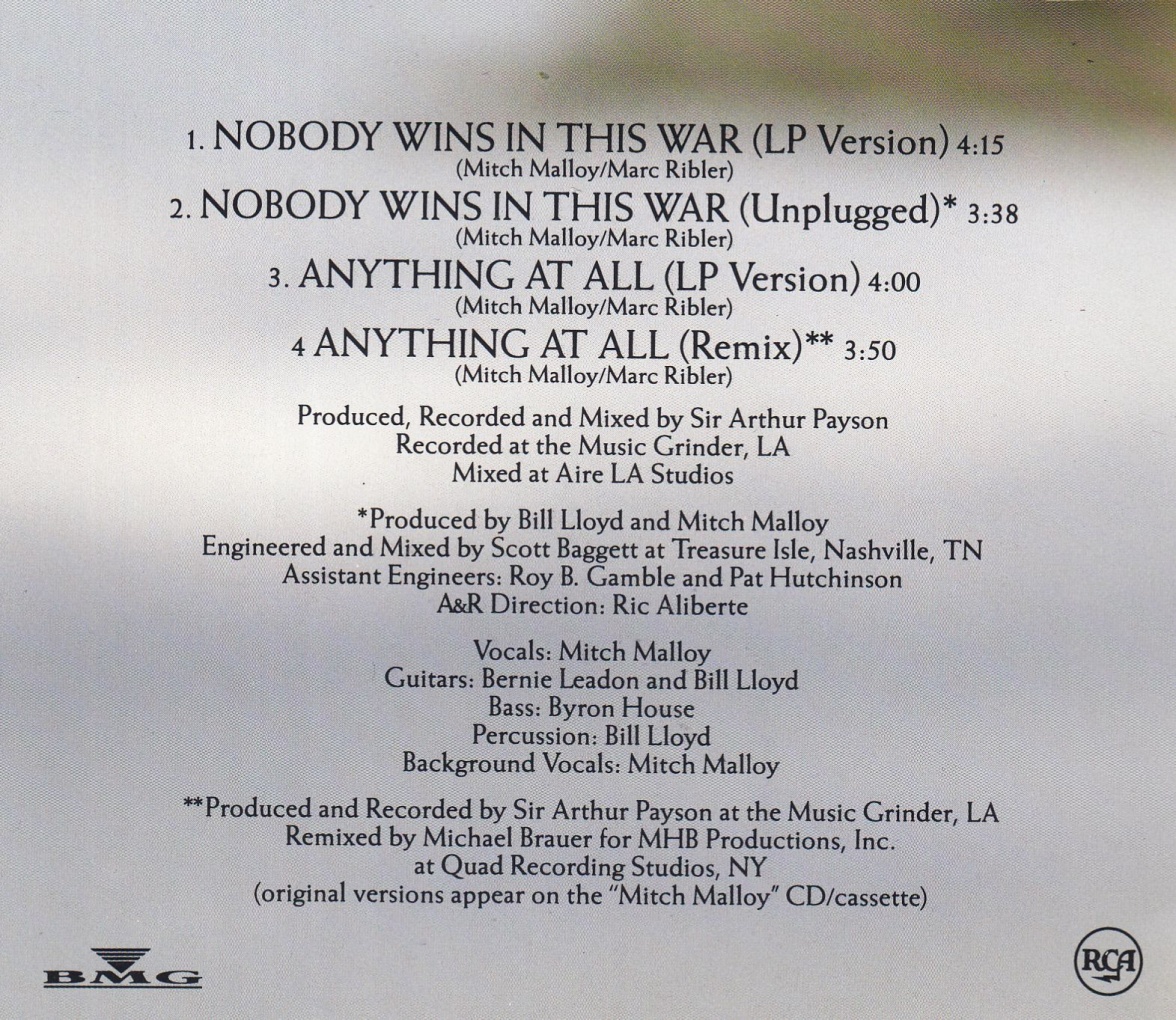 1. NOBODY WINS IN THIS WAR (LP Version) 4:15
(Mitch Malloy/Marc Ribler)
2. NOBODY WINS IN THIS WAR (Unplugged)* 3:38
(Mitch Malloy/Marc Ribler)
3. ANYTHING AT ALL (LP Version) 4:00
(Mitch Malloy/Marc Ribler)
4 ANYTHING AT ALL (Remix)** 3:50
(Mitch Malloy/Marc Ribler)
Produced, Recorded and Mixed by Sir Arthur Payson
Recorded at the Music Grinder, LA
Mixed at Aire LA Studios
*Produced by Bill Lloyd and Mitch Malloy
Engineered and Mixed by Scott Baggett at Treasure Isle, Nashville, TN
Assistant Engineers: Roy B. Gamble and Pat Hutchinson
A&R Direction: Ric Aliberte
Vocals: Mitch Malloy
Guitars: Bernie Leadon and Bill Lloyd
Bass: Byron House
Percussion: Bill Lloyd
Background Vocals: Mitch Malloy
**Produced and Recorded by Sir Arthur Payson at the Music Grinder, LA
Remixed by Michael Brauer for MHB Productions, Inc.
at Quad Recording Studios, NY
(original versions appear on the "Mitch Malloy" CD/cassette)
BMG
RCA